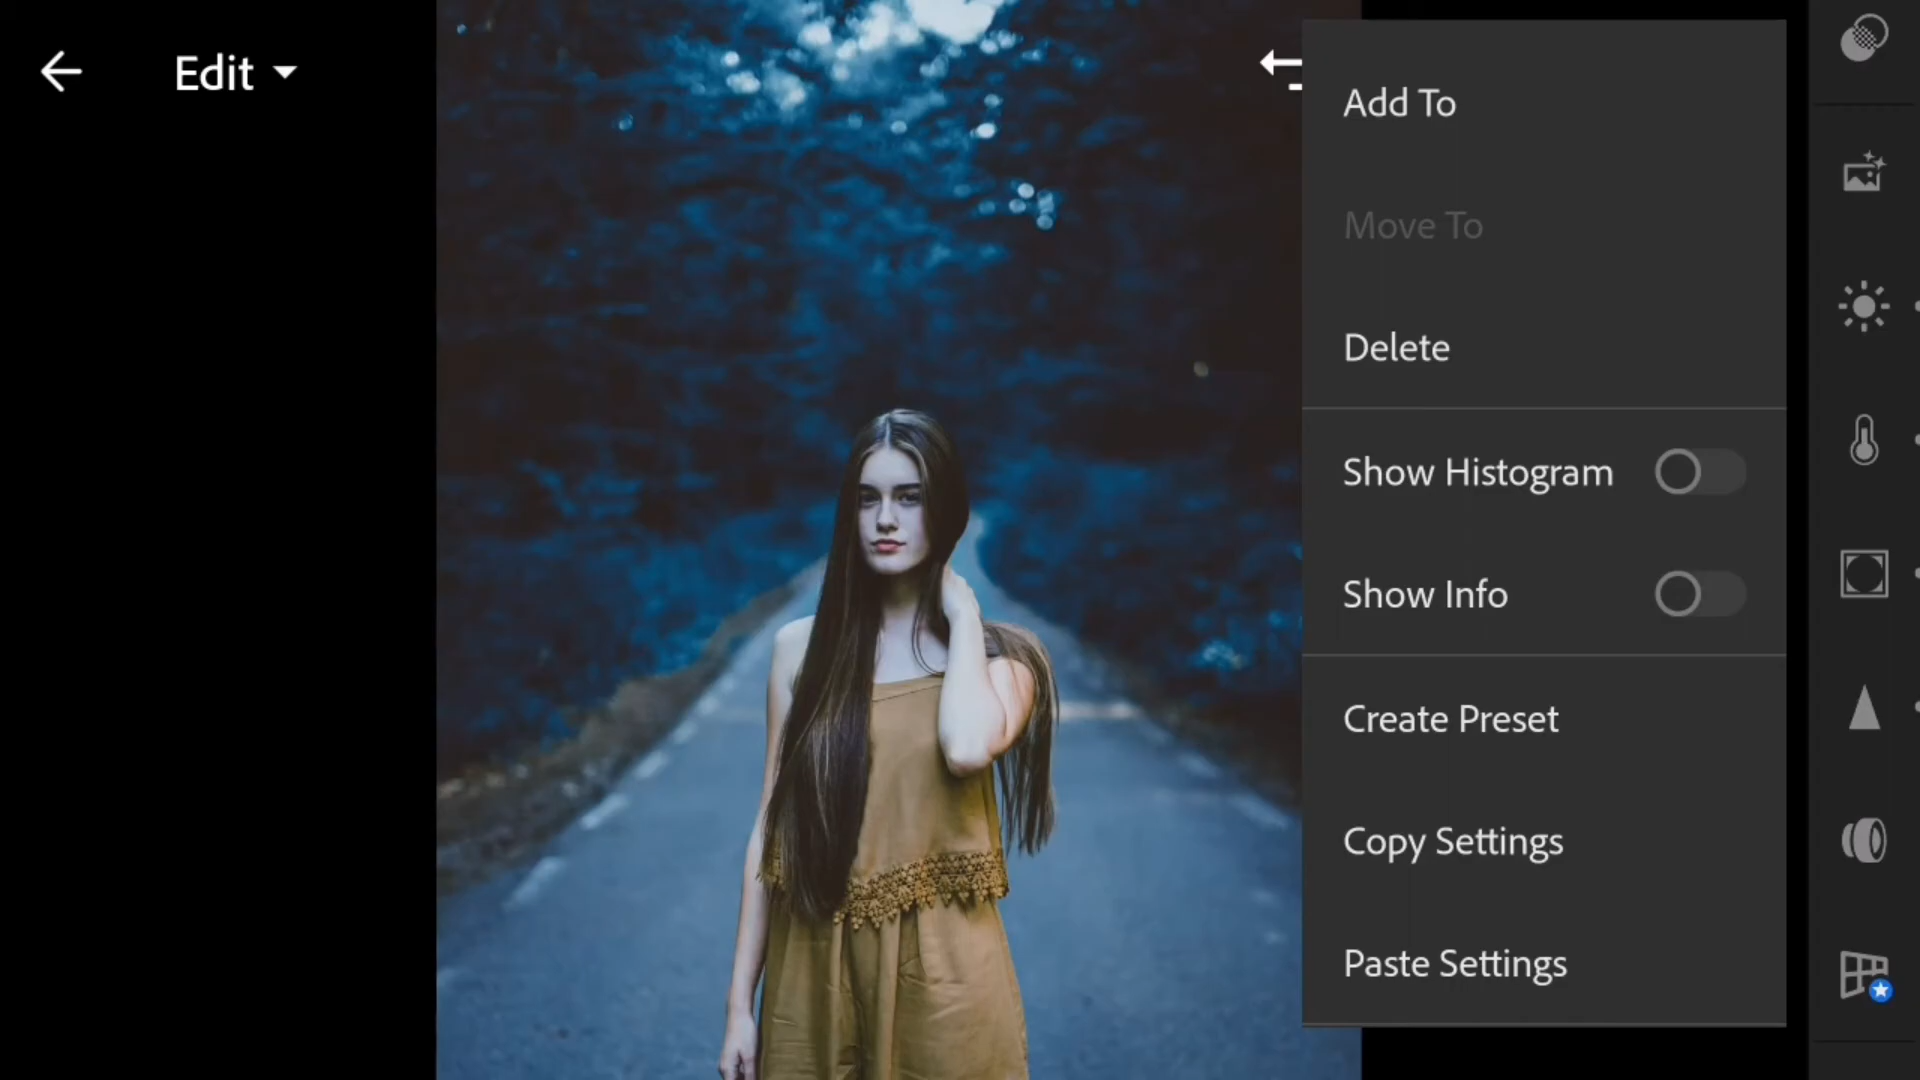 Edit
Add To
Move To
Delete
Show Histogram
Show Info
Create Preset
Copy Settings
Paste Settings